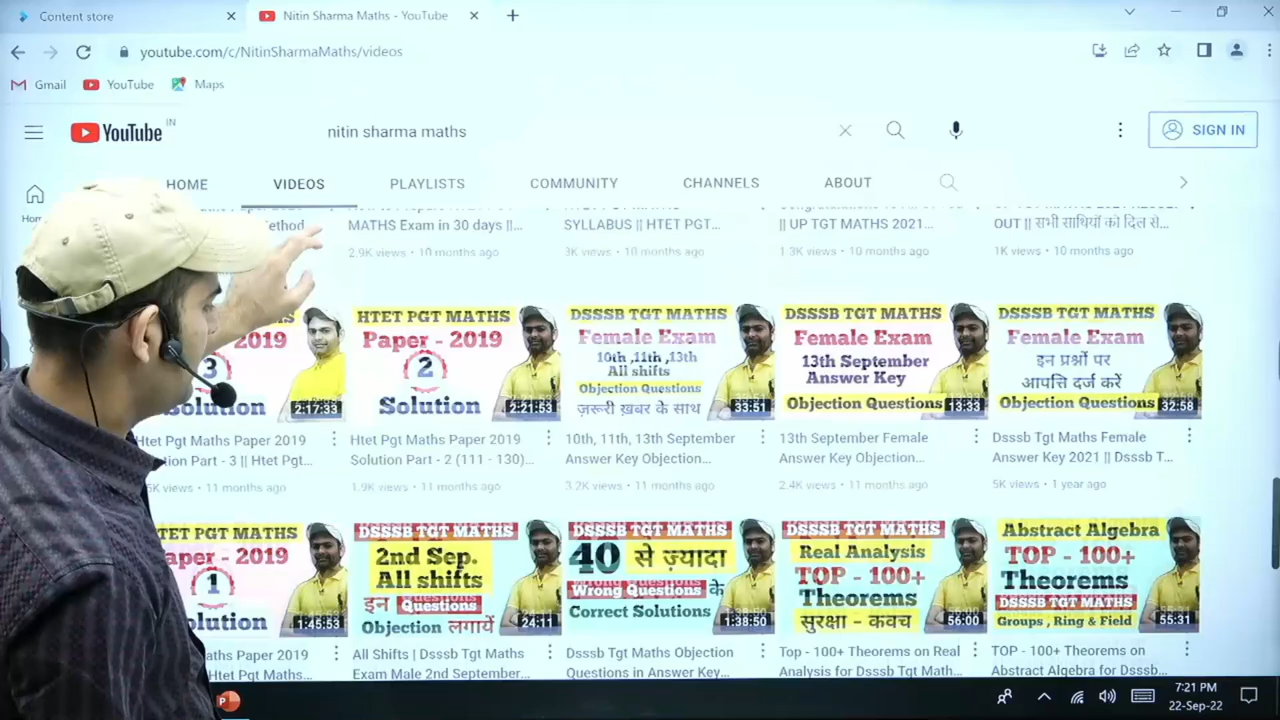 Content store
Nitin Sharma Maths - YouTube
youtube.com/c/NitinSharmaMaths/videos
Gmail YouTube Maps
YouTube IN
nitin sharma maths
SIGN IN
HOME VIDEOS PLAYLISTS COMMUNITY CHANNELS ABOUT
MATHS Exam in 30 days ||...
2.9K views • 10 months ago
SYLLABUS || HTET PGT...
3K views • 10 months ago
|| UP TGT MATHS 2021...
1.3K views • 10 months ago
OUT || सभी साथियों को दिल से...
1K views • 10 months ago
2019
3
Solution
2:17:33
Htet Pgt Maths Paper 2019
tion Part - 3 || Htet Pgt...
K views • 11 months ago
HTET PGT MATHS
Paper - 2019
2
Solution
2:21:53
Htet Pgt Maths Paper 2019
Solution Part - 2 (111 - 130)...
1.9K views • 11 months ago
DSSSB TGT MATHS
Female Exam
10th ,11th ,13th
All shifts
Objection Questions
ज़रूरी ख़बर के साथ
33:51
10th, 11th, 13th September
Answer Key Objection...
3.2K views • 11 months ago
DSSSB TGT MATHS
Female Exam
13th September
Answer Key
Objection Questions
13:33
13th September Female
Answer Key Objection...
2.4K views • 11 months ago
DSSSB TGT MATHS
Female Exam
इन प्रश्नों पर
आपत्ति दर्ज करें
Objection Questions
32:58
Dsssb Tgt Maths Female
Answer Key 2021 || Dsssb T...
5K views • 1 year ago
TET PGT MATHS
aper - 2019
1
olution
1:45:53
Maths Paper 2019
Pgt Maths...
DSSSB TGT MATHS
2nd Sep.
All shifts
इन Questions
Objection लगायें
24:11
All Shifts | Dsssb Tgt Maths
Exam Male 2nd September...
DSSSB TGT MATHS
40 से ज़्यादा
Wrong Questions के
Correct Solutions
1:38:50
Dsssb Tgt Maths Objection
Questions in Answer Key...
DSSSB TGT MATHS
Real Analysis
TOP - 100+
Theorems
सुरक्षा - कवच
56:00
Top - 100+ Theorems on Real
Analysis for Dsssb Tgt Math...
Abstract Algebra
TOP - 100+
Theorems
DSSSB TGT MATHS
Groups , Ring & Field
55:31
TOP - 100+ Theorems on
Abstract Algebra for Dsssb...
7:21 PM
22-Sep-22